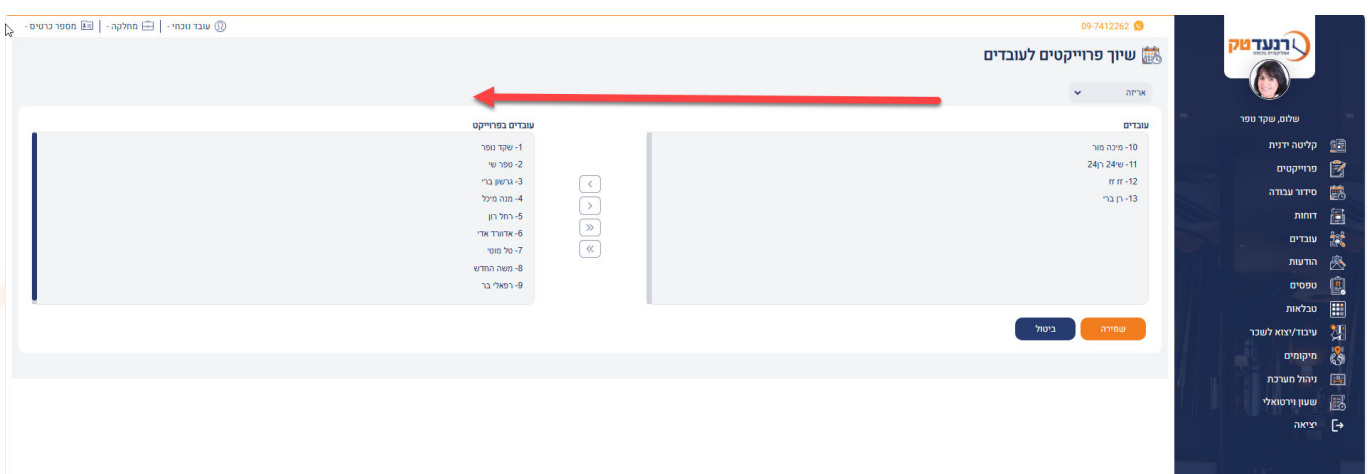 עובד נוכחי -
מחלקה -
מספר כרטיס -
09-7412262
רנעדטק
שלום, שקד נופר
קליטה ידנית
פרוייקטים
סידור עבודה
דוחות
עובדים
הודעות
טפסים
טבלאות
עיבוד/יצוא לשכר
מיקומים
ניהול מערכת
שעון וירטואלי
יציאה
שיוך פרוייקטים לעובדים
אריזה
עובדים
10- מיכה מור
11- שי24 רן24
12- זז זז
13- רן ברי
עובדים בפרוייקט
1- שקד נופר
2- ספר שי
3- גרשון ברי
4- מנה מיכל
5- רחל רון
6- אדוורד אדי
7- טל מוטי
8- משה החדש
9- רפאלי בר
שמירה
ביטול